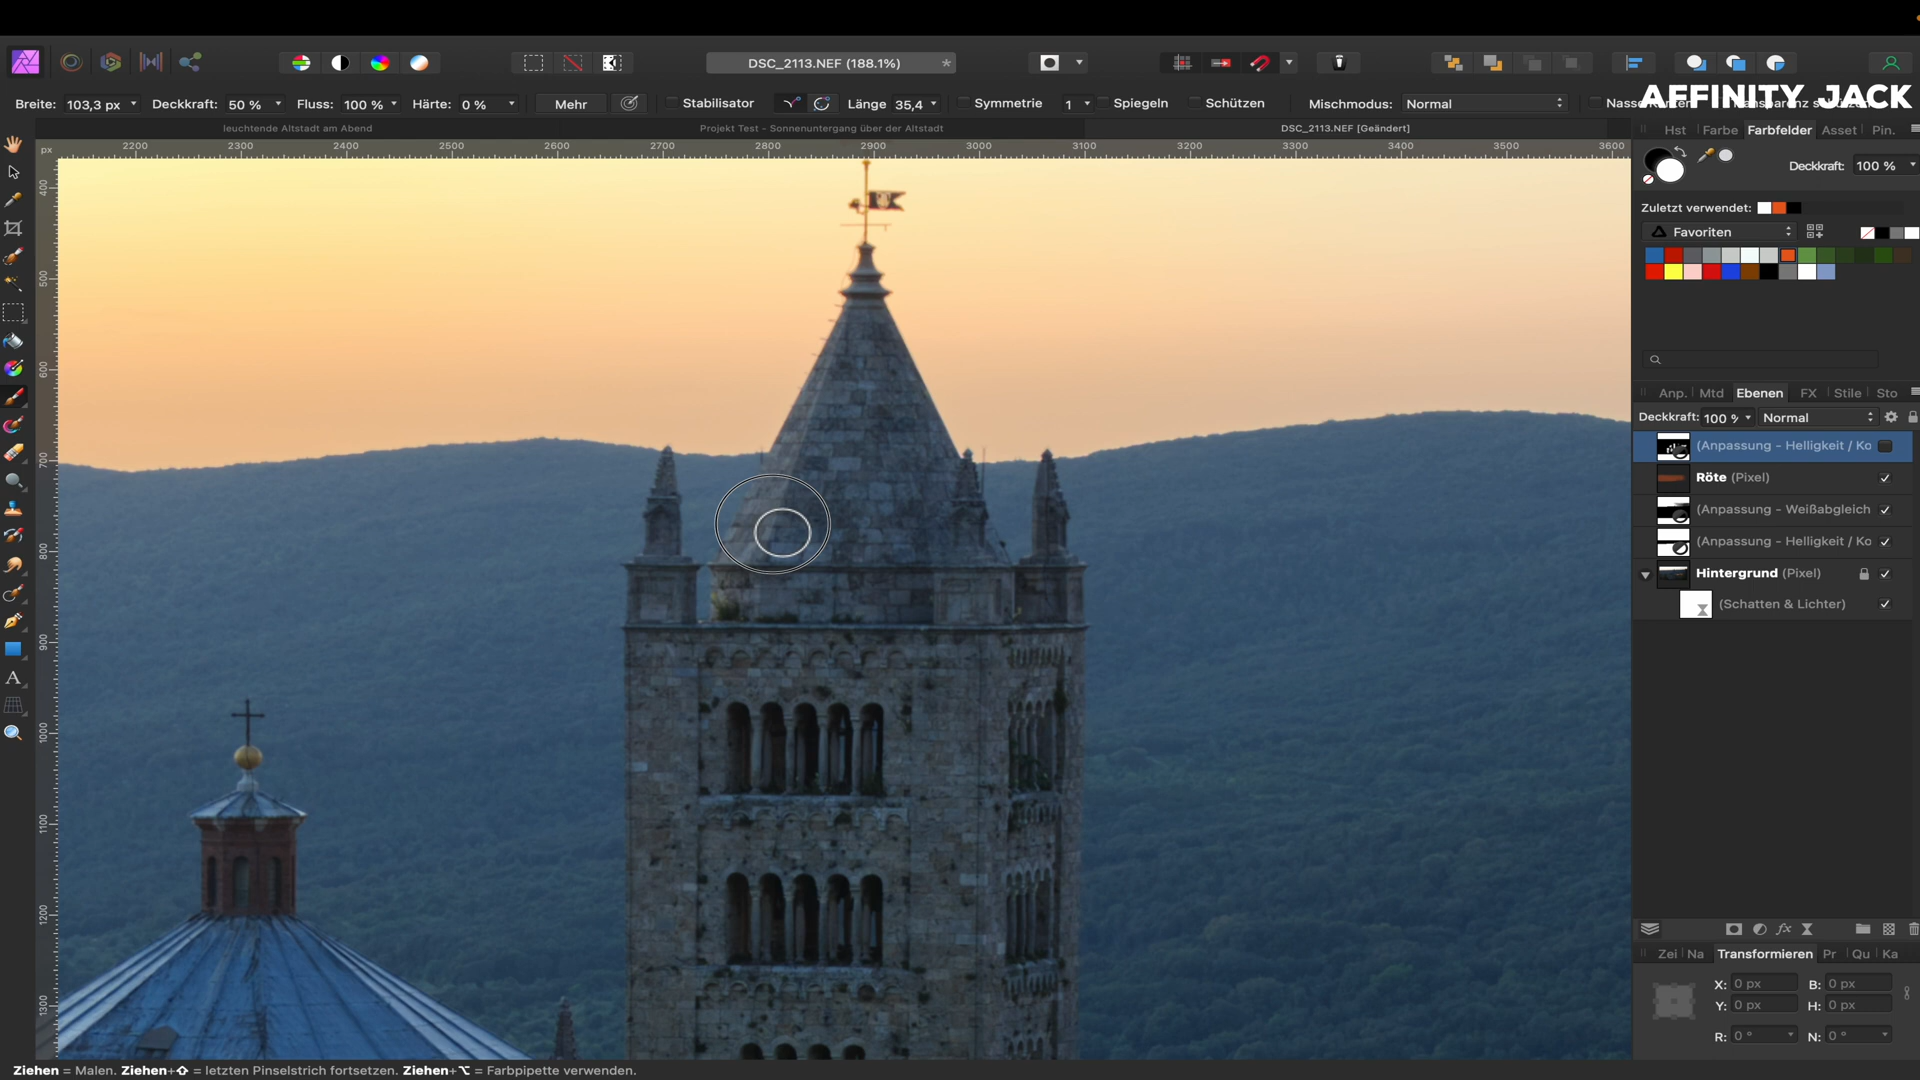 DSC_2113.NEF (188.1%)
*
Breite: 103,3 px
Deckkraft: 50 %
Fluss: 100 %
Härte: 0 %
Mehr
Stabilisator
Länge 35,4
Symmetrie
1
Spiegeln
Schützen
Mischmodus: Normal
AFFINITY JACK
leuchtende Altstadt am Abend
Projekt Test - Sonnenuntergang über der Altstadt
DSC_2113.NEF [Geändert]
Hst Farbe Farbfelder Asset Pin.
px
2200 2300 2400 2500 2600 2700 2800 2900 3000 3100 3200 3300 3400 3500 3600
400
500
600
700
800
900
1000
1100
1200
1300
Deckkraft: 100 %
Zuletzt verwendet:
Favoriten
Anp. Mtd Ebenen FX Stile Sto
Deckkraft: 100 % Normal
(Anpassung - Helligkeit / Ko
Röte (Pixel)
(Anpassung - Weißabgleich
(Anpassung - Helligkeit / Ko
Hintergrund (Pixel)
(Schatten & Lichter)
Zei Na Transformieren Pr Qu Ka
X: 0 px B: 0 px
Y: 0 px H: 0 px
R: 0 ° N: 0 °
Ziehen = Malen. Ziehen+⇧ = letzten Pinselstrich fortsetzen. Ziehen+⌥ = Farbpipette verwenden.